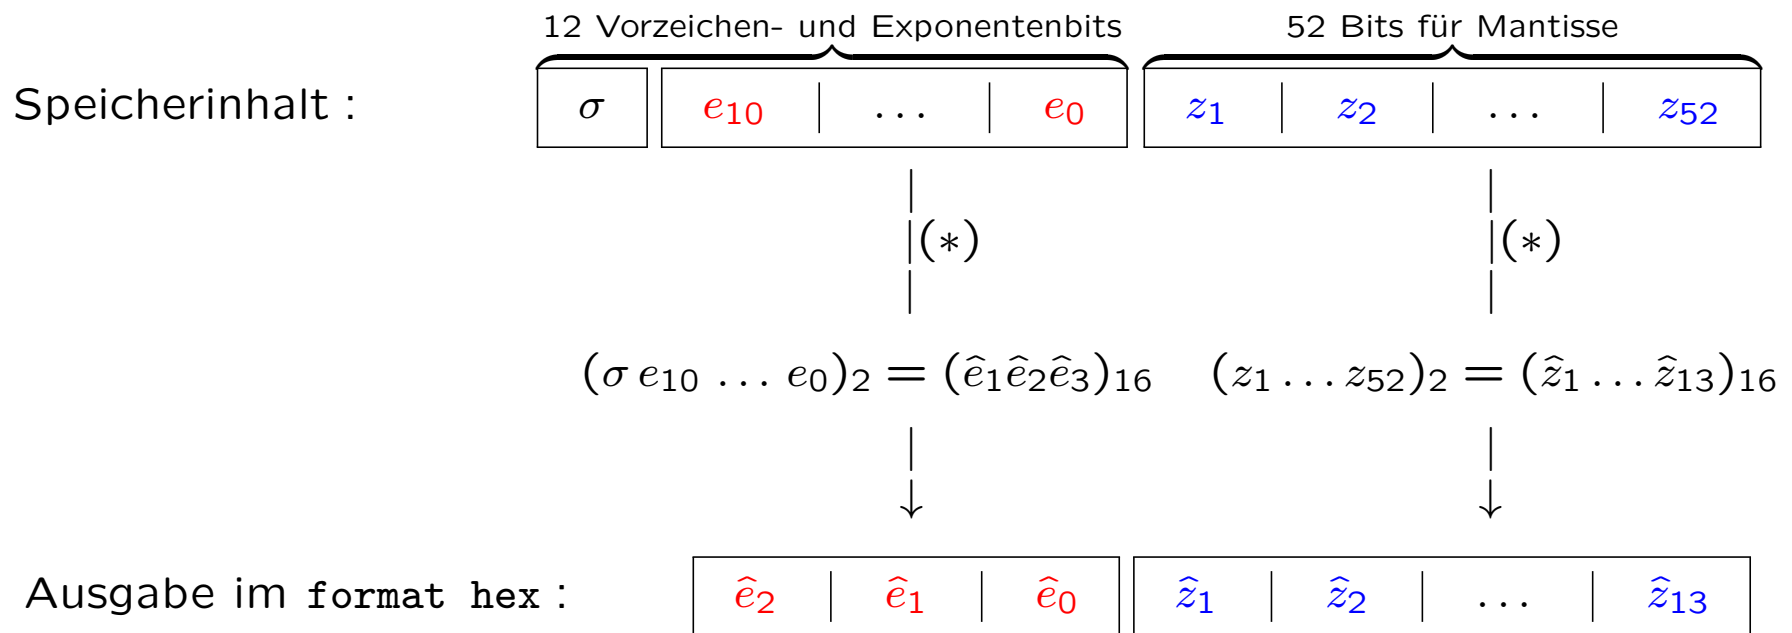 12 Vorzeichen- und Exponentenbits 52 Bits für Mantisse
Speicherinhalt : σ e₁₀ | ... | e₀ z₁ | z₂ | ... | z₅₂
(∗) (∗)
(σ e₁₀ ... e₀)₂ = (ê₁ê₂ê₃)₁₆ (z₁ ... z₅₂)₂ = (ẑ₁ ... ẑ₁₃)₁₆
Ausgabe im format hex : ê₂ | ê₁ | ê₀ ẑ₁ | ẑ₂ | ... | ẑ₁₃